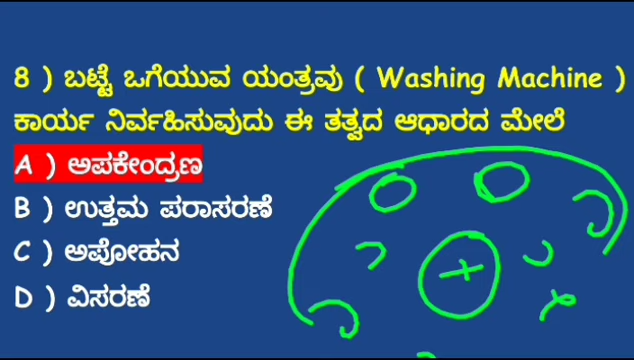 8 ) ಬಟ್ಟೆ ಒಗೆಯುವ ಯಂತ್ರವು ( Washing Machine )
ಕಾರ್ಯ ನಿರ್ವಹಿಸುವುದು ಈ ತತ್ವದ ಆಧಾರದ ಮೇಲೆ
A ) ಅಪಕೇಂದ್ರಣ
B ) ಉತ್ತಮ ಪರಾಸರಣೆ
C ) ಅಪೋಹನ
D ) ವಿಸರಣೆ